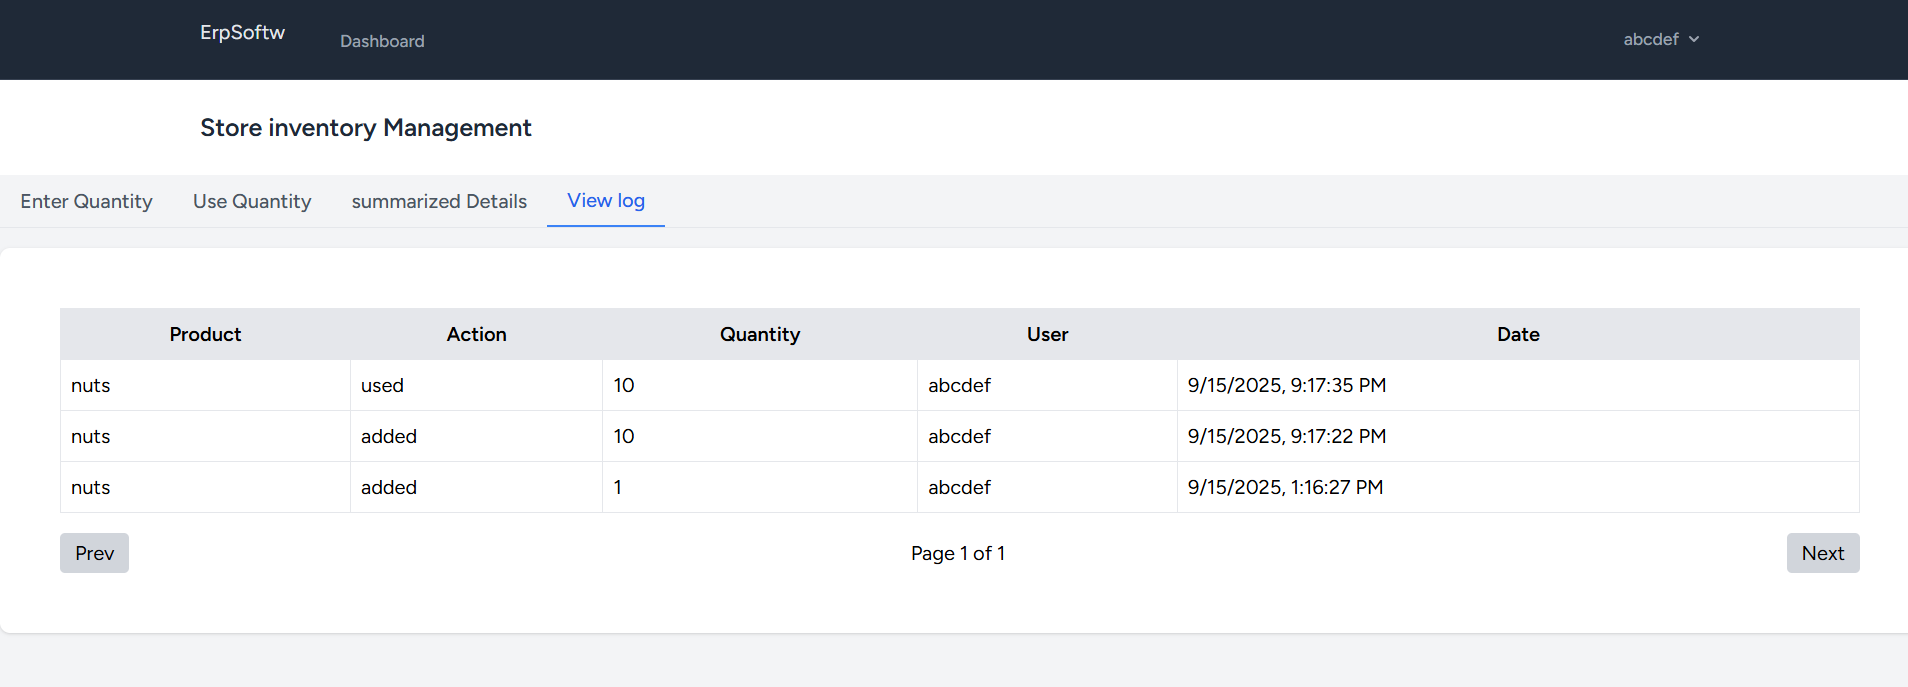 ErpSoftw Dashboard abcdef
Store inventory Management
Enter Quantity Use Quantity summarized Details View log
Product Action Quantity User Date
nuts used 10 abcdef 9/15/2025, 9:17:35 PM
nuts added 10 abcdef 9/15/2025, 9:17:22 PM
nuts added 1 abcdef 9/15/2025, 1:16:27 PM
Prev Page 1 of 1 Next